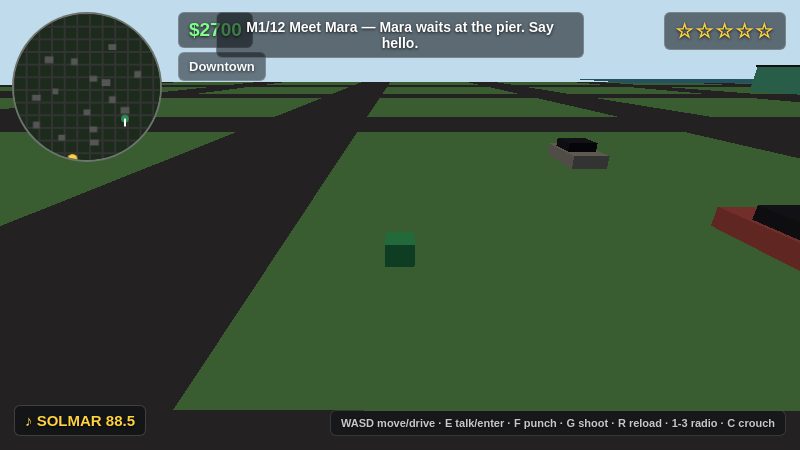 $2700
M1/12 Meet Mara — Mara waits at the pier. Say
hello.
☆☆☆☆☆
Downtown
♪ SOLMAR 88.5
WASD move/drive · E talk/enter · F punch · G shoot · R reload · 1-3 radio · C crouch